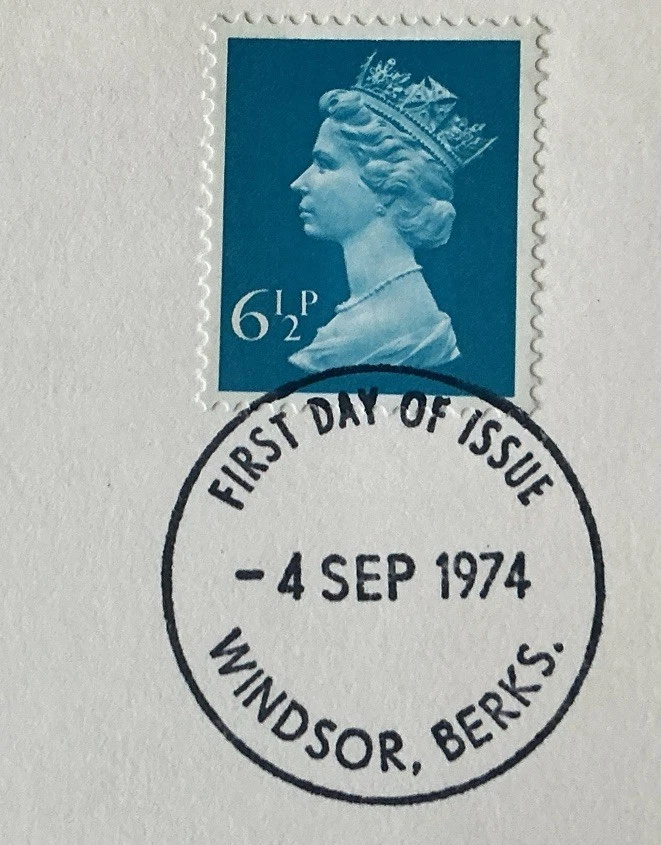 6½P
FIRST DAY OF ISSUE
- 4 SEP 1974
WINDSOR, BERKS.